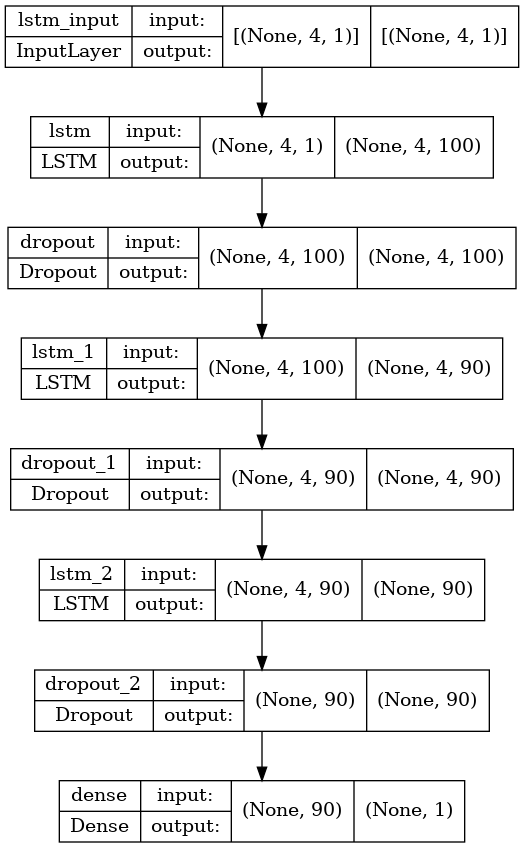 lstm_input input: [(None, 4, 1)] [(None, 4, 1)]
InputLayer output:
lstm input: (None, 4, 1) (None, 4, 100)
LSTM output:
dropout input: (None, 4, 100) (None, 4, 100)
Dropout output:
lstm_1 input: (None, 4, 100) (None, 4, 90)
LSTM output:
dropout_1 input: (None, 4, 90) (None, 4, 90)
Dropout output:
lstm_2 input: (None, 4, 90) (None, 90)
LSTM output:
dropout_2 input: (None, 90) (None, 90)
Dropout output:
dense input: (None, 90) (None, 1)
Dense output: